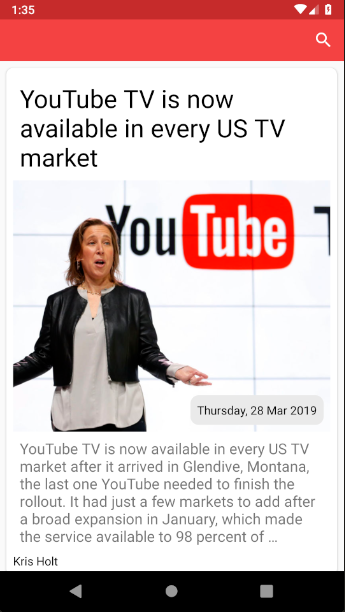 1:35
YouTube TV is now
available in every US TV
market
YouTube T
Thursday, 28 Mar 2019
YouTube TV is now available in every US TV
market after it arrived in Glendive, Montana,
the last one YouTube needed to finish the
rollout. It had just a few markets to add after
a broad expansion in January, which made
the service available to 98 percent of …
Kris Holt